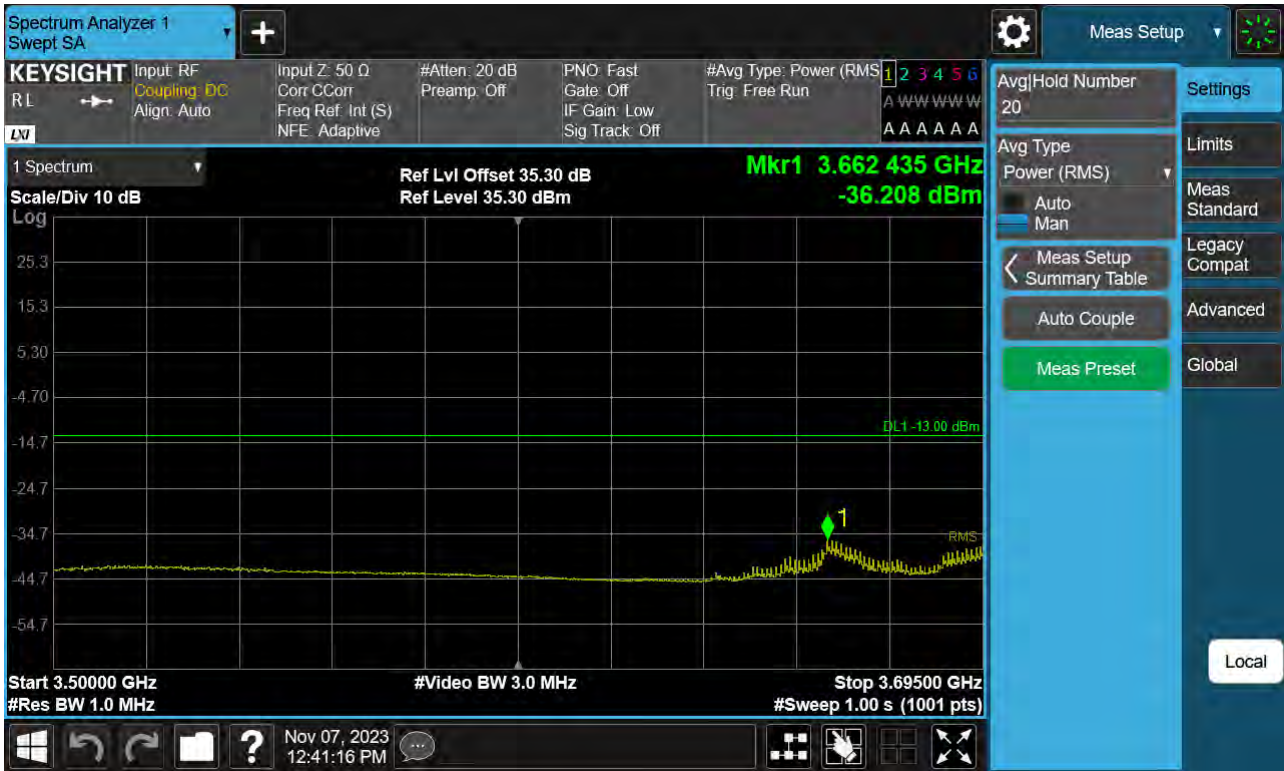 Spectrum Analyzer 1
Swept SA
Meas Setup
KEYSIGHT
RL
LXI
Input: RF
Coupling: DC
Align: Auto
Input Z: 50 Ω
Corr CCorr
Freq Ref: Int (S)
NFE: Adaptive
#Atten: 20 dB
Preamp: Off
PNO: Fast
Gate: Off
IF Gain: Low
Sig Track: Off
#Avg Type: Power (RMS
Trig: Free Run
1 2 3 4 5 6
A W W W W W
A A A A A A
1 Spectrum
Scale/Div 10 dB
Ref Lvl Offset 35.30 dB
Ref Level 35.30 dBm
Mkr1 3.662 435 GHz
-36.208 dBm
Log
25.3
15.3
5.30
-4.70
DL1 -13.00 dBm
-14.7
-24.7
1
-34.7
RMS
-44.7
-54.7
Start 3.50000 GHz
#Res BW 1.0 MHz
#Video BW 3.0 MHz
Stop 3.69500 GHz
#Sweep 1.00 s (1001 pts)
Avg|Hold Number
20
Avg Type
Power (RMS)
Auto
Man
Meas Setup
Summary Table
Auto Couple
Meas Preset
Settings
Limits
Meas
Standard
Legacy
Compat
Advanced
Global
Local
?
Nov 07, 2023
12:41:16 PM